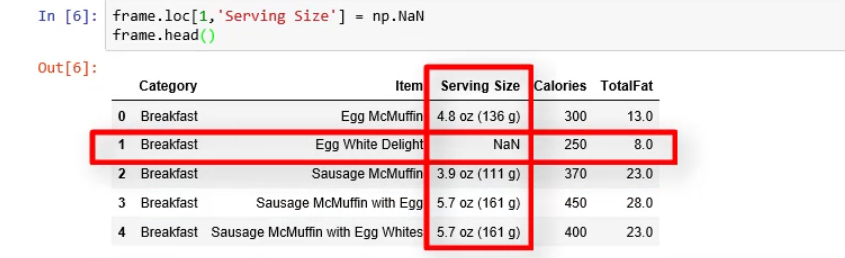 In [6]: frame.loc[1,'Serving Size'] = np.NaN
frame.head()
Out[6]:
Category Item Serving Size Calories TotalFat
0 Breakfast Egg McMuffin 4.8 oz (136 g) 300 13.0
1 Breakfast Egg White Delight NaN 250 8.0
2 Breakfast Sausage McMuffin 3.9 oz (111 g) 370 23.0
3 Breakfast Sausage McMuffin with Egg 5.7 oz (161 g) 450 28.0
4 Breakfast Sausage McMuffin with Egg Whites 5.7 oz (161 g) 400 23.0